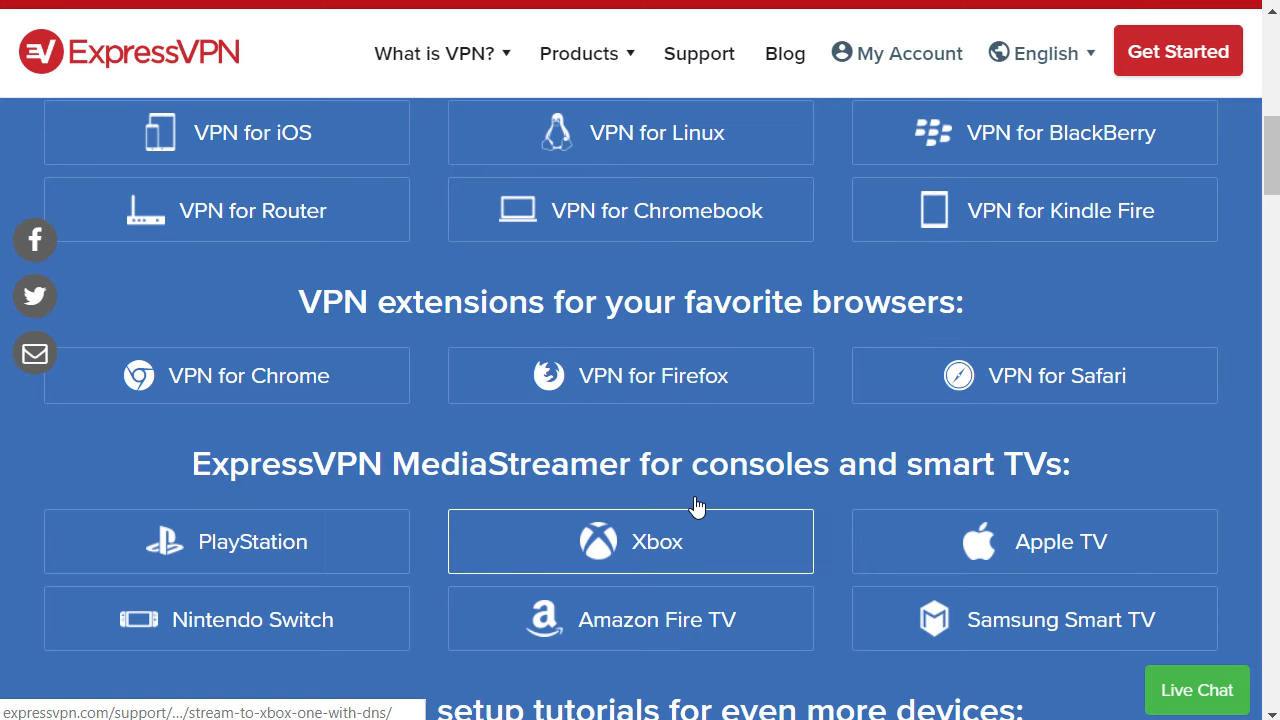 ExpressVPN
What is VPN? Products Support Blog My Account English Get Started
VPN for iOS VPN for Linux VPN for BlackBerry
VPN for Router VPN for Chromebook VPN for Kindle Fire
VPN extensions for your favorite browsers:
VPN for Chrome VPN for Firefox VPN for Safari
ExpressVPN MediaStreamer for consoles and smart TVs:
PlayStation Xbox Apple TV
Nintendo Switch Amazon Fire TV Samsung Smart TV
Live Chat
setup tutorials for even more devices:
expressvpn.com/support/.../stream-to-xbox-one-with-dns/